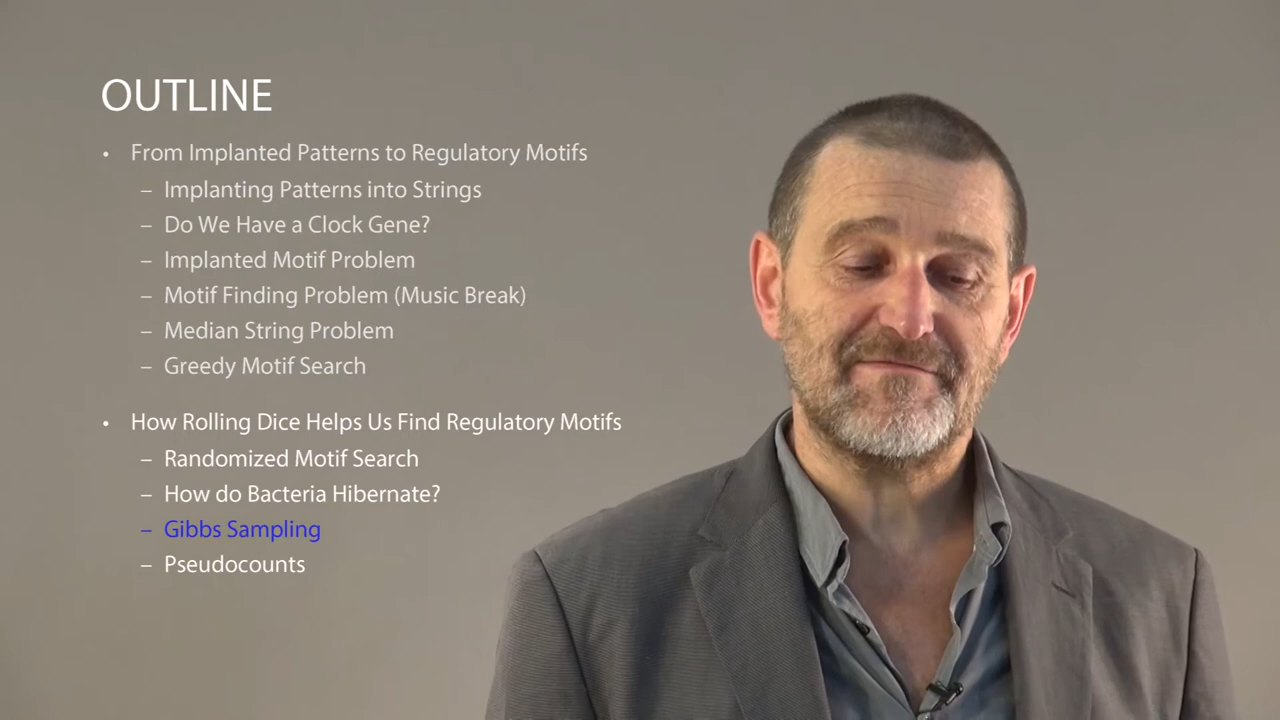 OUTLINE
• From Implanted Patterns to Regulatory Motifs
– Implanting Patterns into Strings
– Do We Have a Clock Gene?
– Implanted Motif Problem
– Motif Finding Problem (Music Break)
– Median String Problem
– Greedy Motif Search
• How Rolling Dice Helps Us Find Regulatory Motifs
– Randomized Motif Search
– How do Bacteria Hibernate?
– Gibbs Sampling
– Pseudocounts